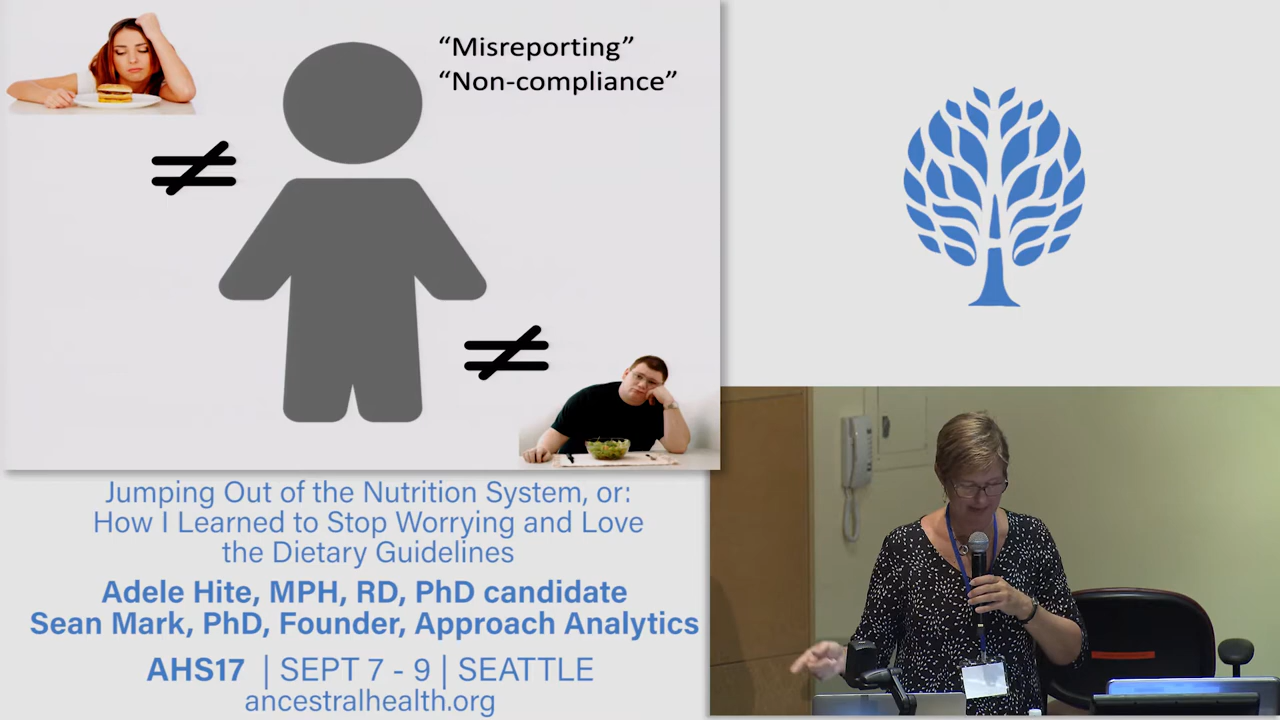 “Misreporting”
“Non-compliance”
Jumping Out of the Nutrition System, or:
How I Learned to Stop Worrying and Love
the Dietary Guidelines
Adele Hite, MPH, RD, PhD candidate
Sean Mark, PhD, Founder, Approach Analytics
AHS17 | SEPT 7 - 9 | SEATTLE
ancestralhealth.org